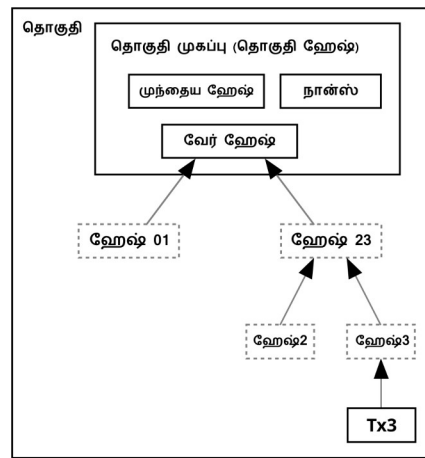 தொகுதி
தொகுதி முகப்பு (தொகுதி ஹேஷ்)
முந்தைய ஹேஷ்
நான்ஸ்
வேர் ஹேஷ்
ஹேஷ் 01
ஹேஷ் 23
ஹேஷ்2
ஹேஷ்3
Tx3